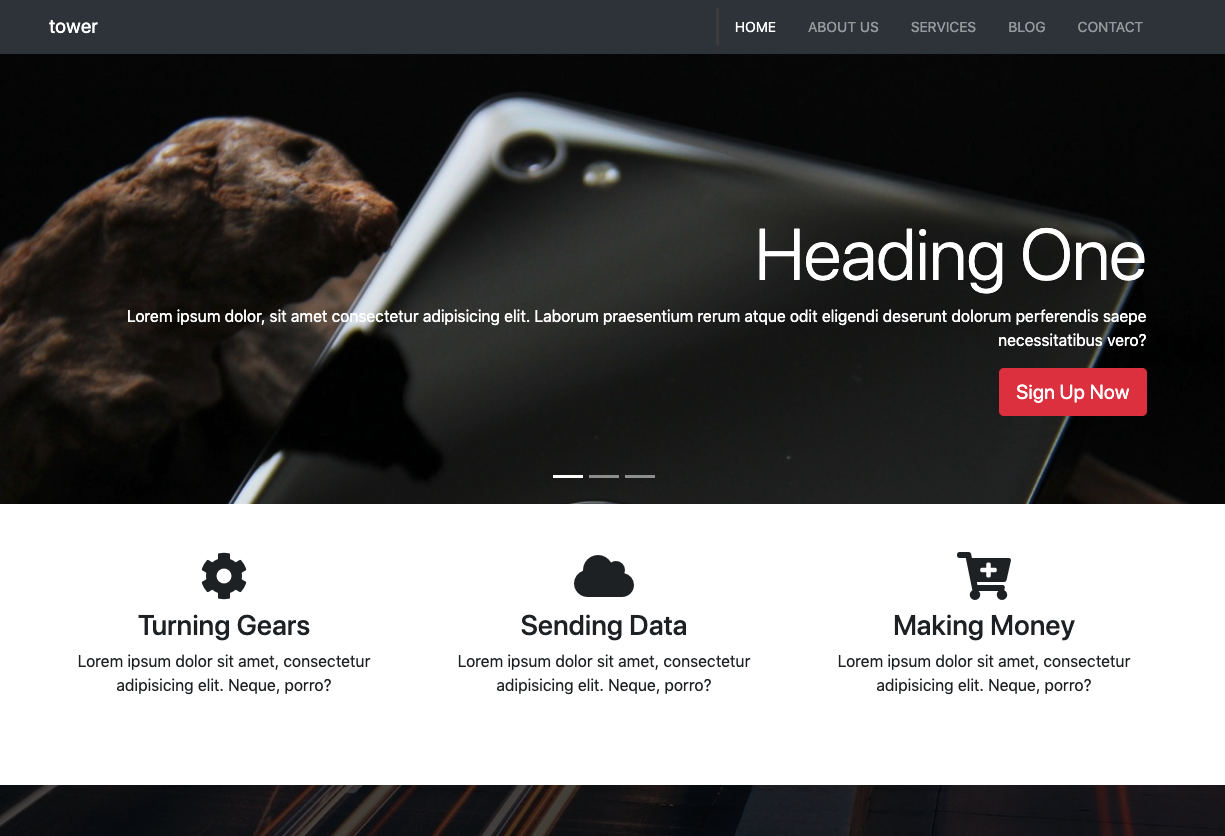 tower
HOME ABOUT US SERVICES BLOG CONTACT
Heading One
Lorem ipsum dolor, sit amet consectetur adipisicing elit. Laborum praesentium rerum atque odit eligendi deserunt dolorum perferendis saepe
necessitatibus vero?
Sign Up Now
Turning Gears
Lorem ipsum dolor sit amet, consectetur
adipisicing elit. Neque, porro?
Sending Data
Lorem ipsum dolor sit amet, consectetur
adipisicing elit. Neque, porro?
Making Money
Lorem ipsum dolor sit amet, consectetur
adipisicing elit. Neque, porro?